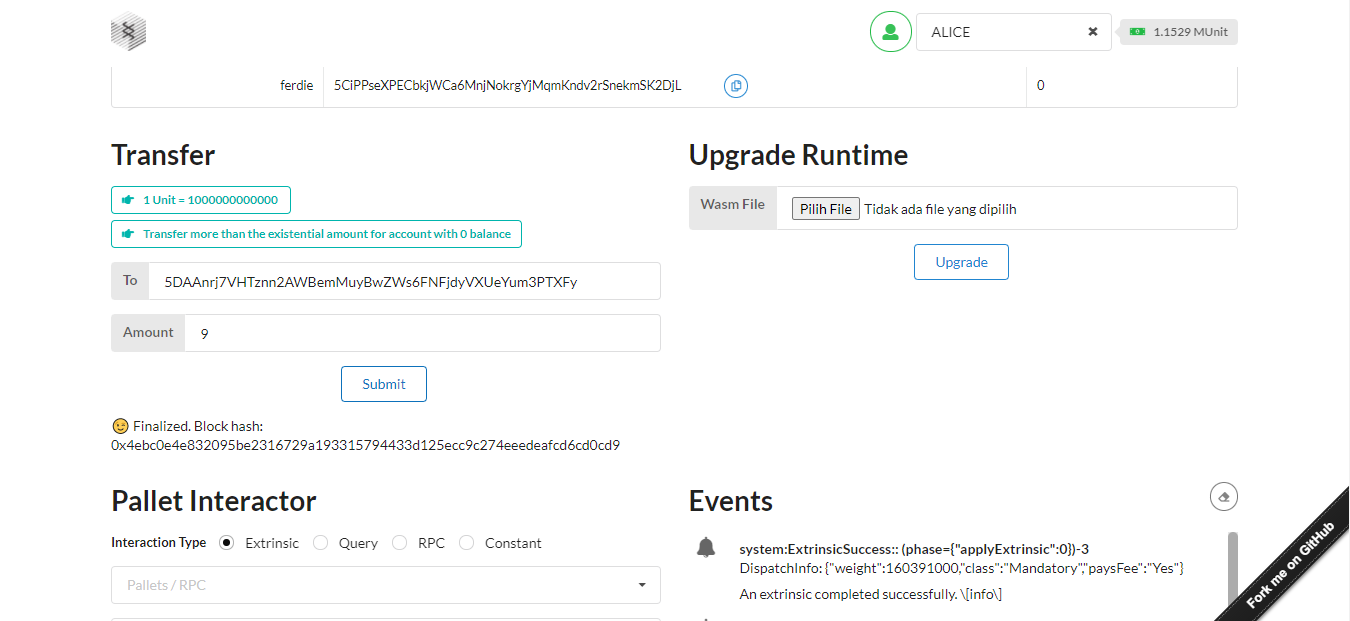 ALICE
1.1529 MUnit
ferdie
5CiPPseXPECbkjWCa6MnjNokrgYjMqmKndv2rSnekmSK2DjL
0
Transfer
1 Unit = 1000000000000
Transfer more than the existential amount for account with 0 balance
To
5DAAnrj7VHTznn2AWBemMuyBwZWs6FNFjdyVXUeYum3PTXFy
Amount
9
Submit
😉 Finalized. Block hash:
0x4ebc0e4e832095be2316729a193315794433d125ecc9c274eeedeafcd6cd0cd9
Upgrade Runtime
Wasm File
Pilih File Tidak ada file yang dipilih
Upgrade
Pallet Interactor
Interaction Type Extrinsic Query RPC Constant
Pallets / RPC
Events
system:ExtrinsicSuccess:: (phase={"applyExtrinsic":0})-3
DispatchInfo: {"weight":160391000,"class":"Mandatory","paysFee":"Yes"}
An extrinsic completed successfully. \[info\]
Fork me on GitHub